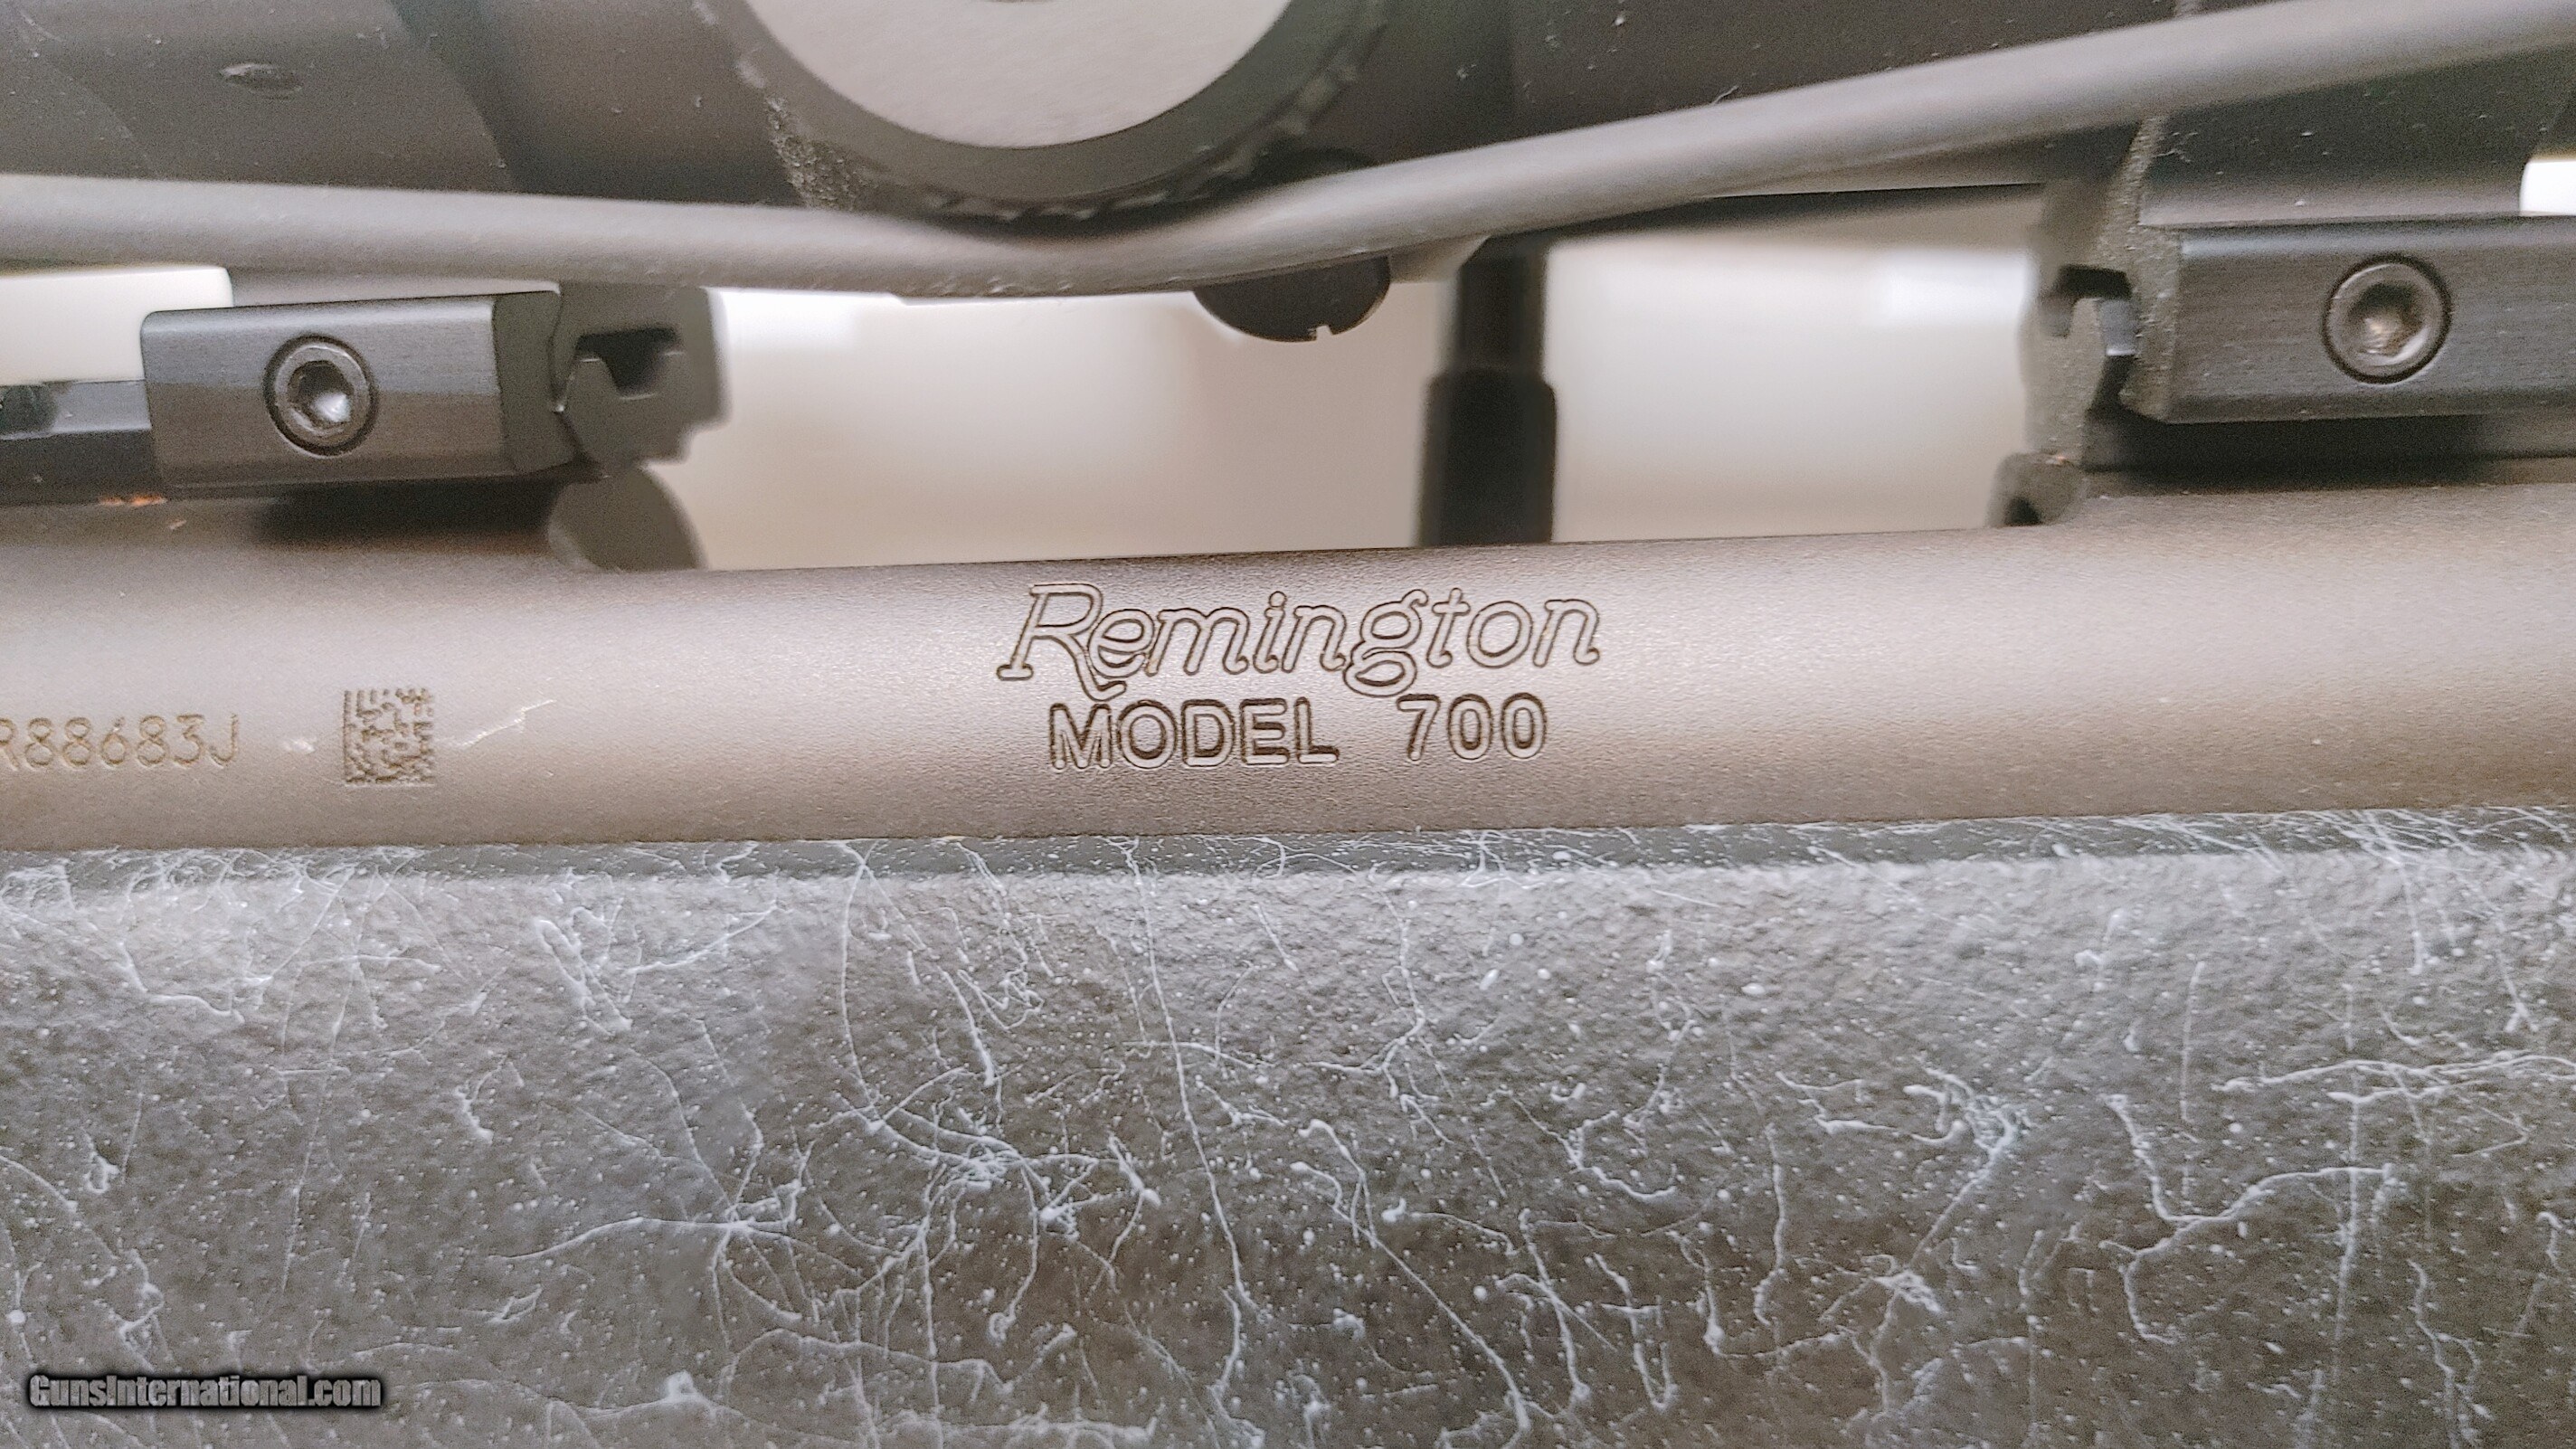 Remington
MODEL 700
R88683J
GunsInternational.com